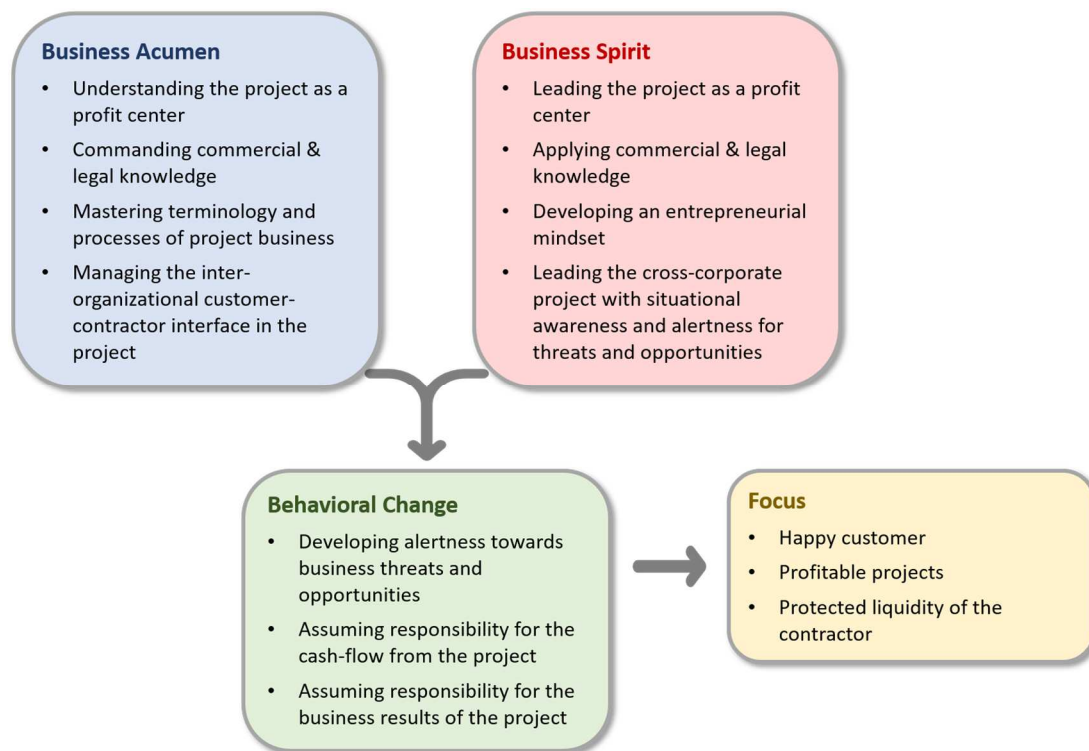 Business Acumen
• Understanding the project as a
profit center
• Commanding commercial &
legal knowledge
• Mastering terminology and
processes of project business
• Managing the inter-
organizational customer-
contractor interface in the
project
Business Spirit
• Leading the project as a profit
center
• Applying commercial & legal
knowledge
• Developing an entrepreneurial
mindset
• Leading the cross-corporate
project with situational
awareness and alertness for
threats and opportunities
Behavioral Change
• Developing alertness towards
business threats and
opportunities
• Assuming responsibility for the
cash-flow from the project
• Assuming responsibility for the
business results of the project
Focus
• Happy customer
• Profitable projects
• Protected liquidity of the
contractor